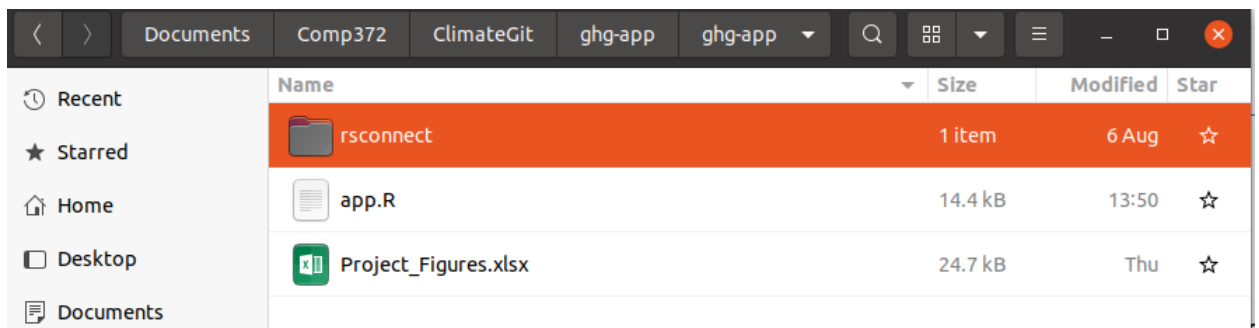 Documents Comp372 ClimateGit ghg-app ghg-app
Name Size Modified Star
Recent
rsconnect 1 item 6 Aug
Starred
app.R 14.4 kB 13:50
Home
Desktop
Project_Figures.xlsx 24.7 kB Thu
Documents